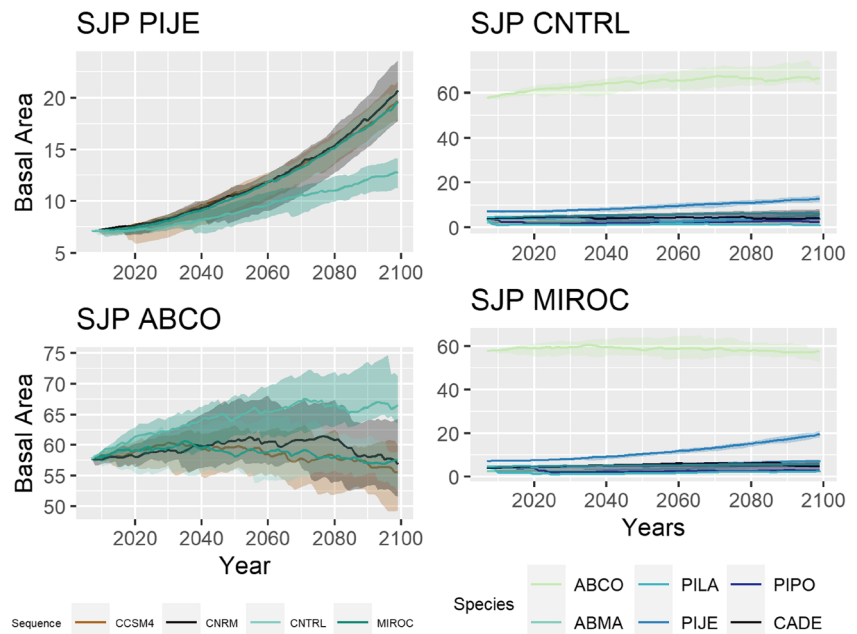 SJP PIJE
Basal Area
20
15
10
5
2020 2040 2060 2080 2100
SJP ABCO
Basal Area
75
70
65
60
55
50
2020 2040 2060 2080 2100
Year
Sequence CCSM4 CNRM CNTRL MIROC
SJP CNTRL
60
40
20
0
2020 2040 2060 2080 2100
SJP MIROC
60
40
20
0
2020 2040 2060 2080 2100
Years
Species
ABCO PILA PIPO
ABMA PIJE CADE